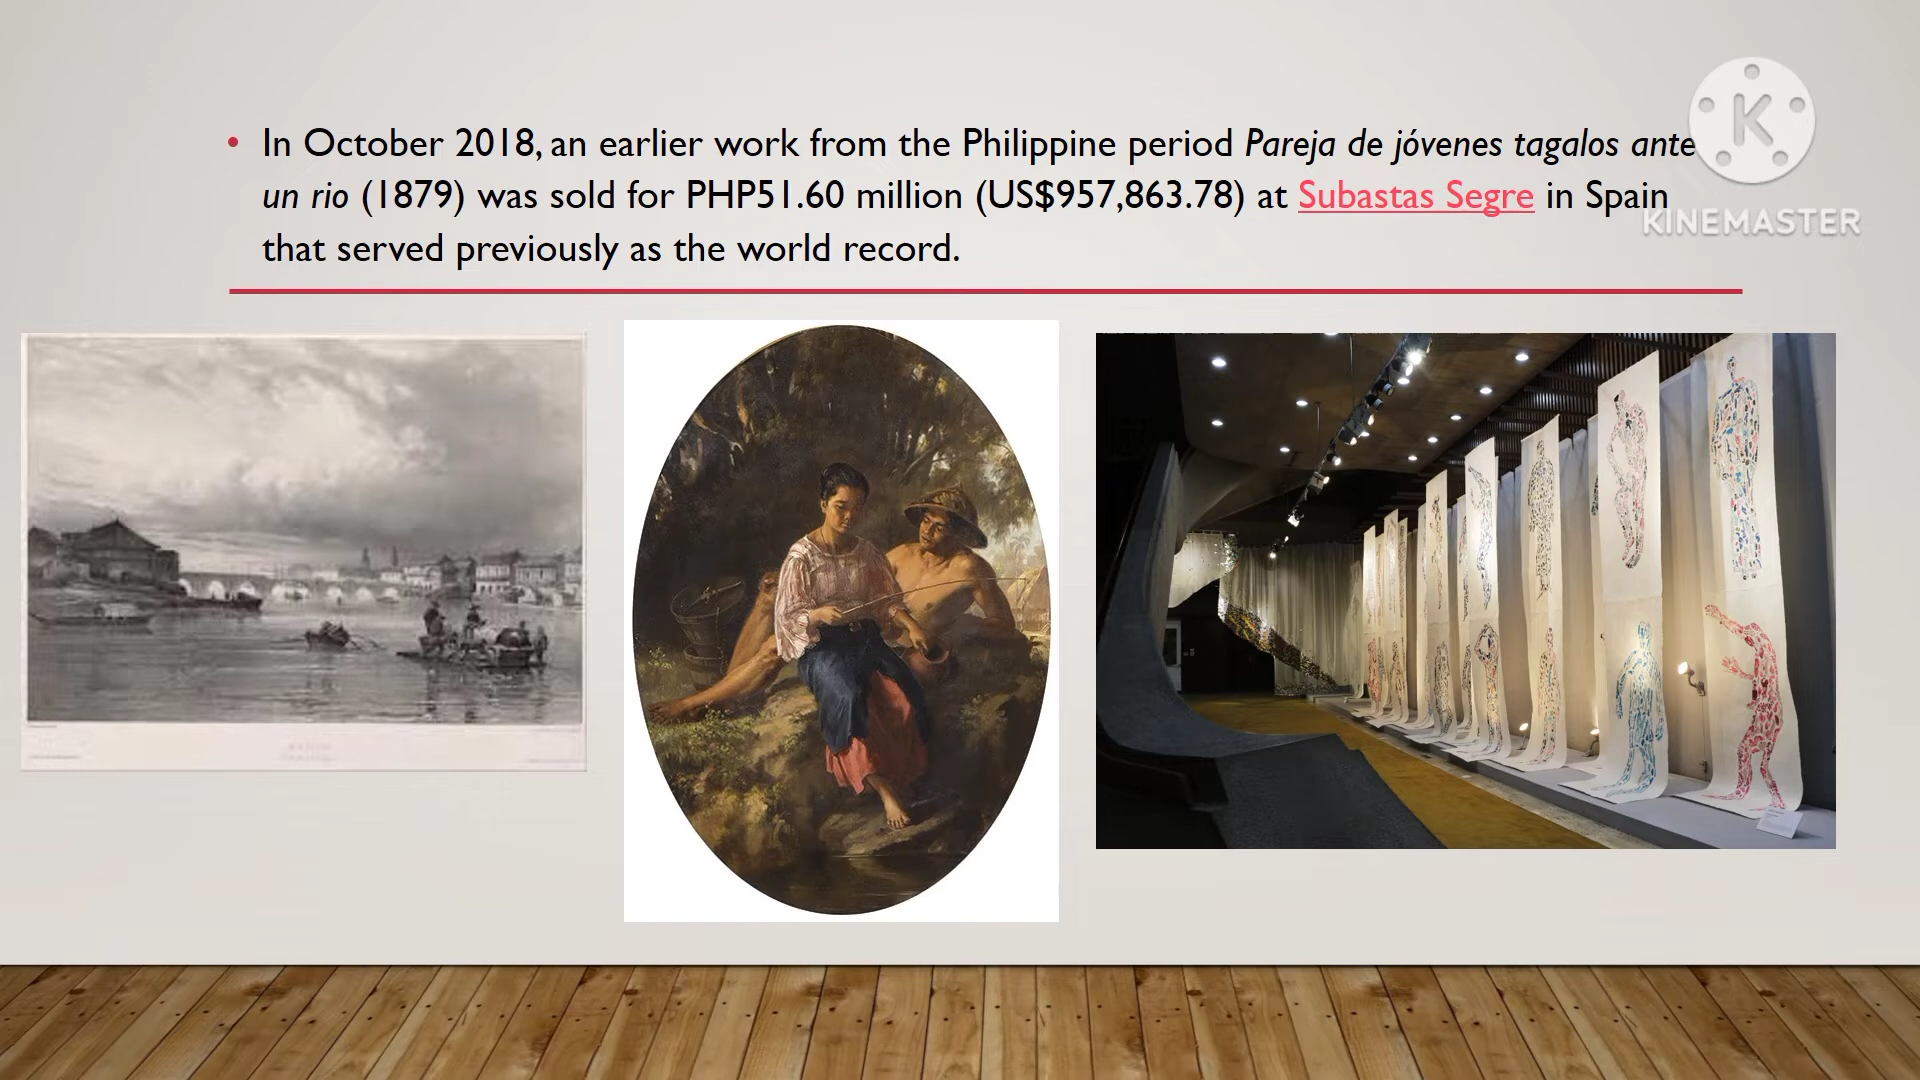 • In October 2018, an earlier work from the Philippine period Pareja de jóvenes tagalos ante
un rio (1879) was sold for PHP51.60 million (US$957,863.78) at Subastas Segre in Spain
that served previously as the world record.
K
KINEMASTER